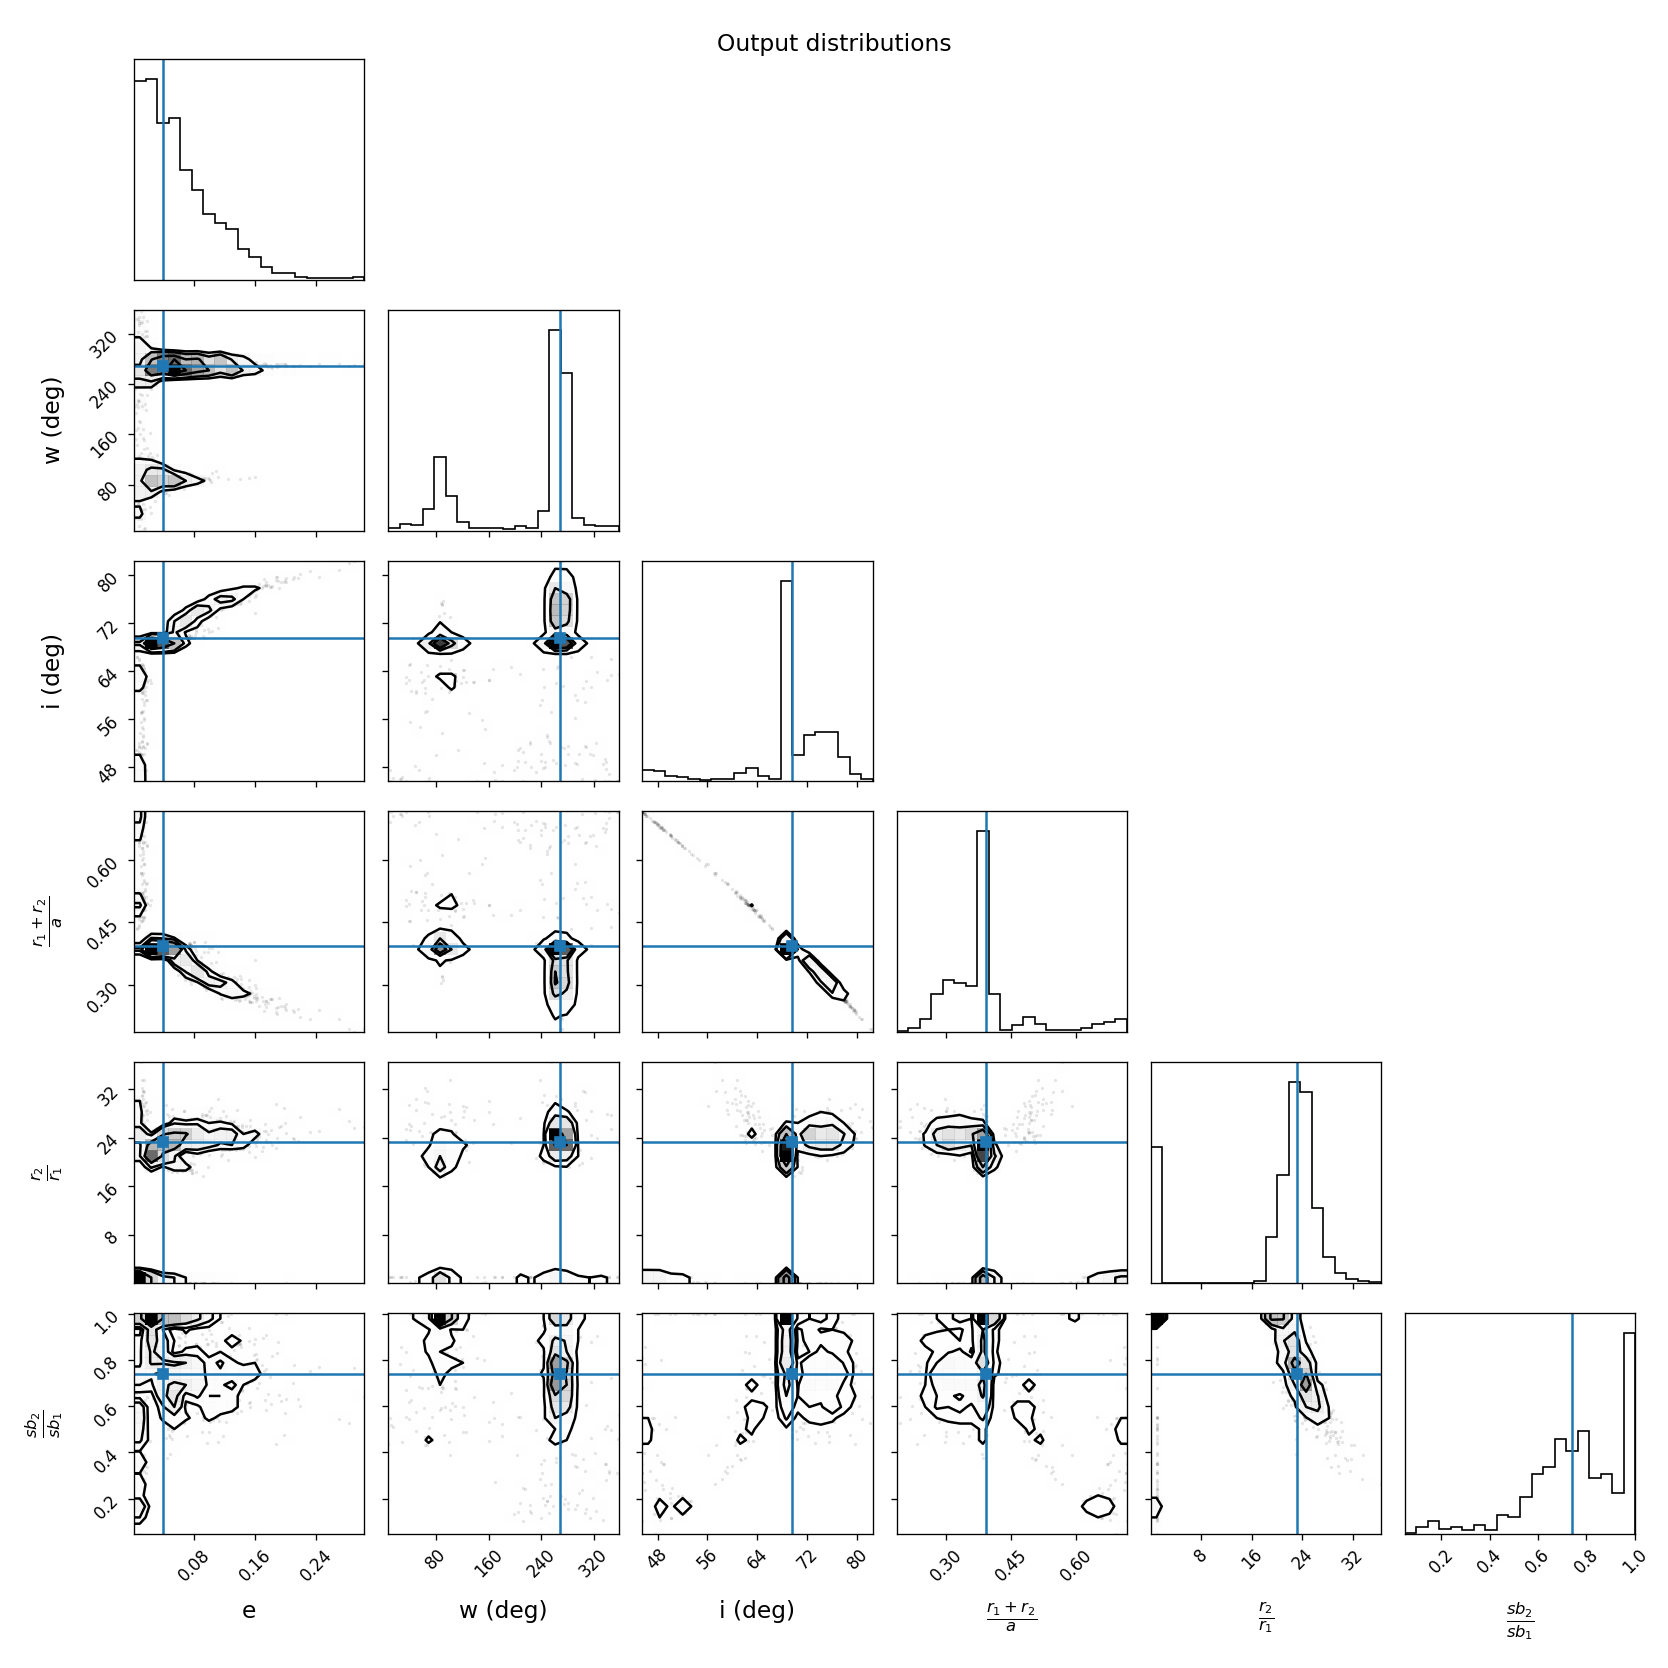 Output distributions
w (deg)
320
240
160
80
i (deg)
80
72
64
56
48
r₁ + r₂ / a
0.60
0.45
0.30
r₂ / r₁
32
24
16
8
sb₂ / sb₁
1.0
0.8
0.6
0.4
0.2
0.08 0.16 0.24 80 160 240 320 48 56 64 72 80 0.30 0.45 0.60 8 16 24 32 0.2 0.4 0.6 0.8 1.0
e w (deg) i (deg) r₁ + r₂ / a r₂ / r₁ sb₂ / sb₁